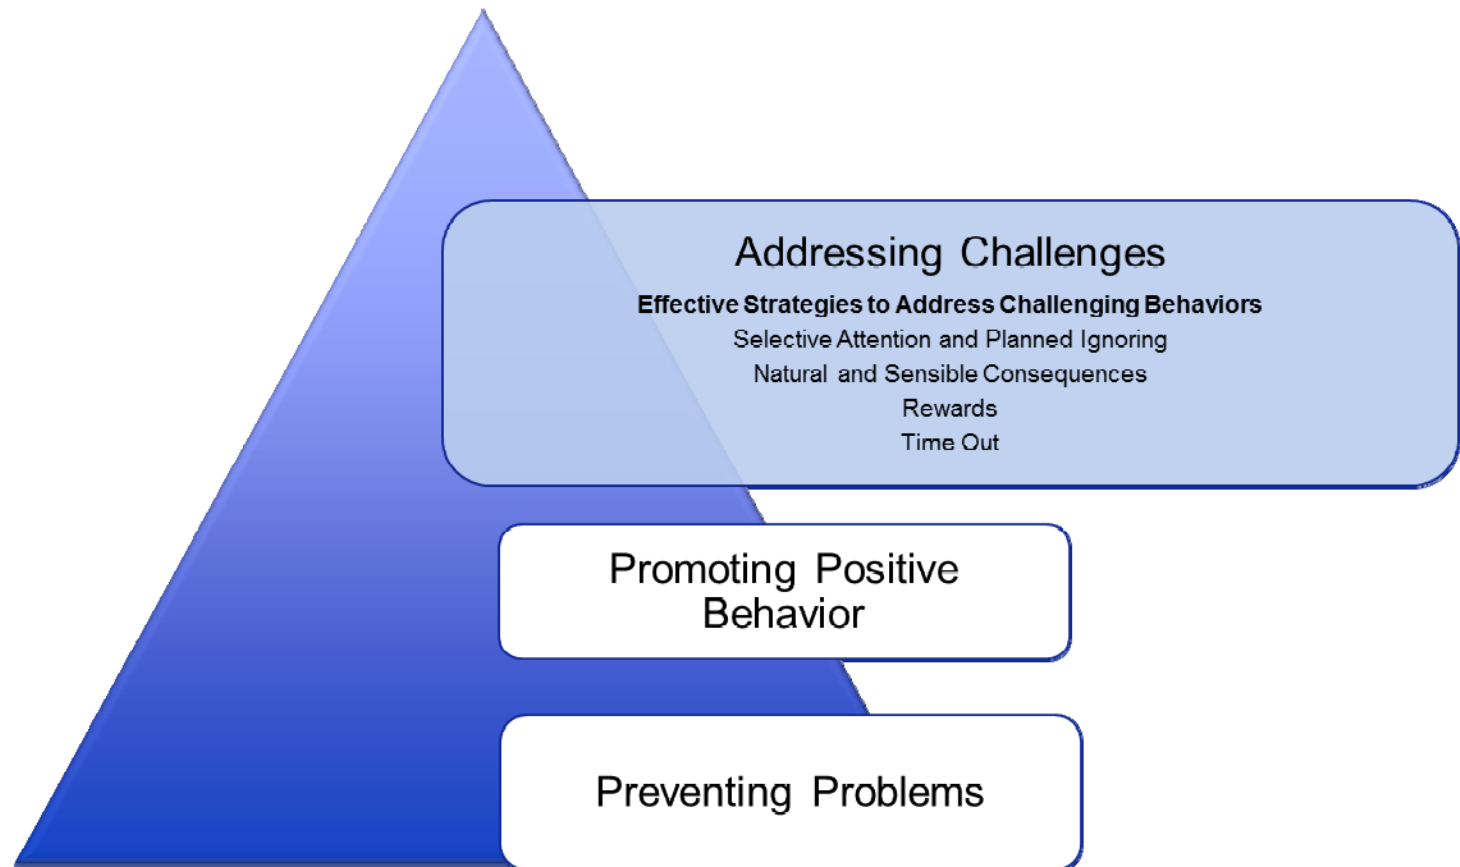 Addressing Challenges
Effective Strategies to Address Challenging Behaviors
Selective Attention and Planned Ignoring
Natural and Sensible Consequences
Rewards
Time Out
Promoting Positive
Behavior
Preventing Problems